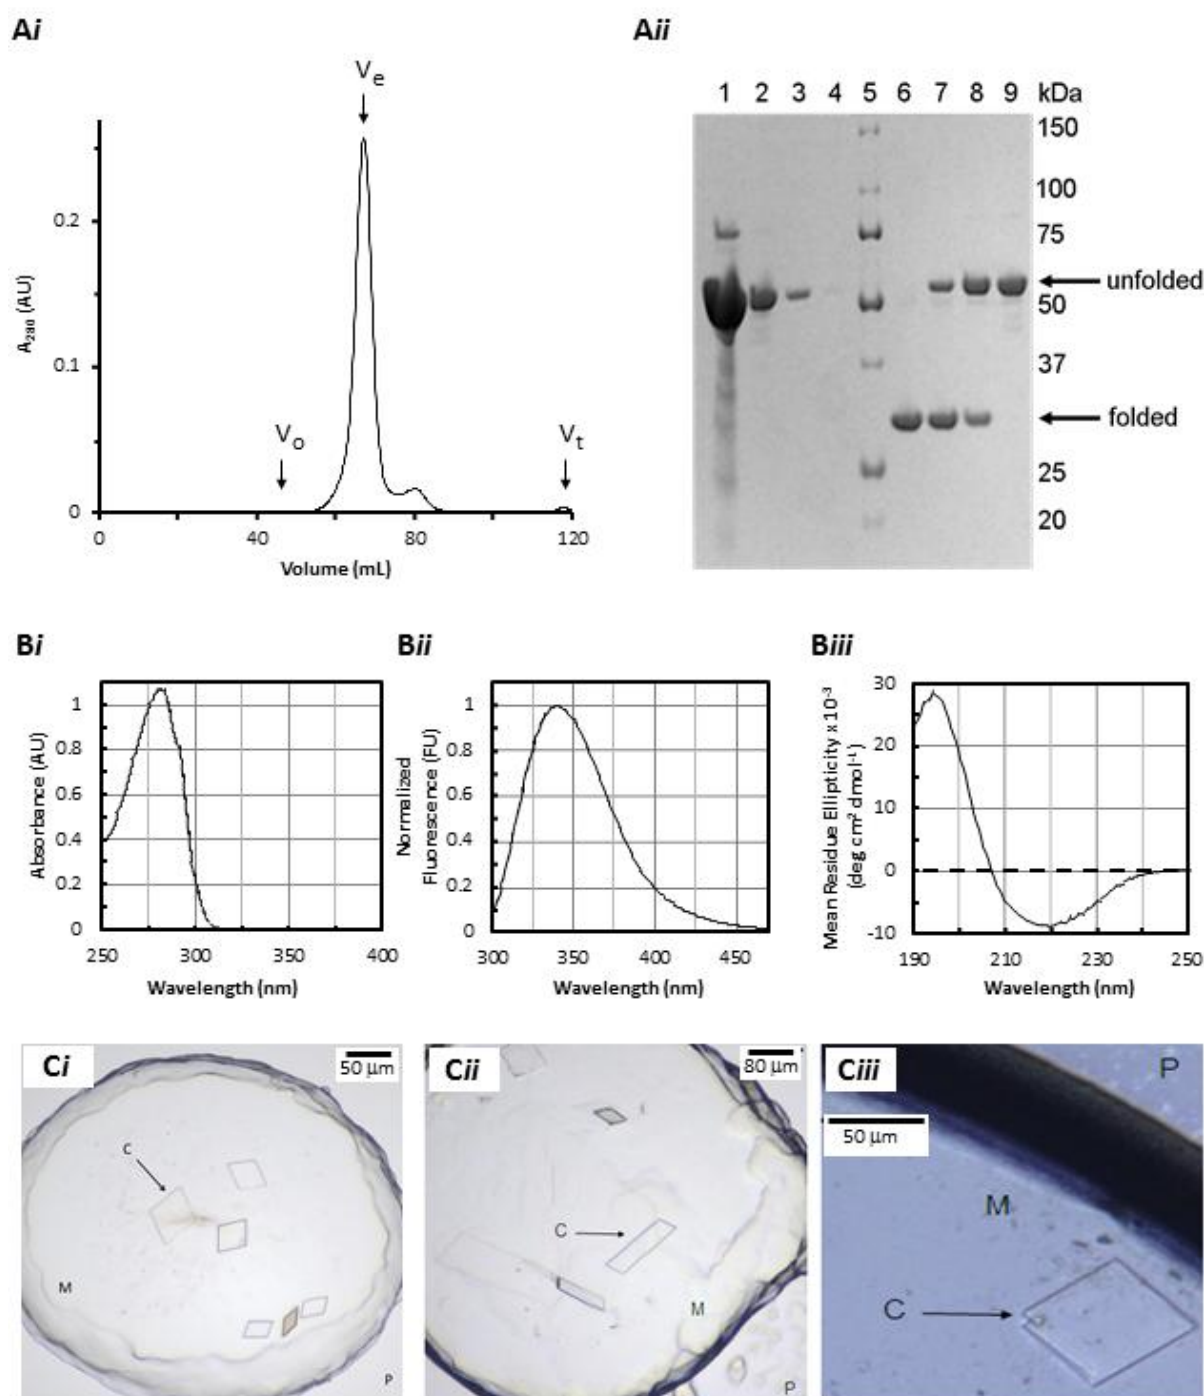 Ai
Aii
Ve
Vo
Vt
0.2
0.1
0
A280 (AU)
0
40
80
120
Volume (mL)
1 2 3 4 5 6 7 8 9 kDa
150
100
75
unfolded
50
37
folded
25
20
Bi
Bii
Biii
1
0.8
0.6
0.4
0.2
0
Absorbance (AU)
250
300
350
400
Wavelength (nm)
1
0.8
0.6
0.4
0.2
0
Normalized
Fluorescence (FU)
300
350
400
450
Wavelength (nm)
30
20
10
0
-10
Mean Residue Ellipticity x10-3
(deg cm2 dmol-1)
190
210
230
250
Wavelength (nm)
Ci
50 µm
C
M
P
Cii
80 µm
C
M
P
Ciii
50 µm
P
M
C